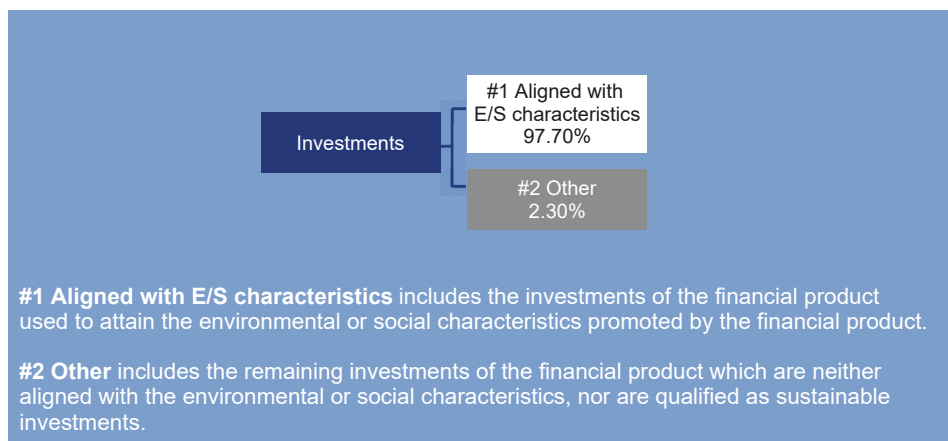 Investments
#1 Aligned with
E/S characteristics
97.70%
#2 Other
2.30%
#1 Aligned with E/S characteristics includes the investments of the financial product
used to attain the environmental or social characteristics promoted by the financial product.
#2 Other includes the remaining investments of the financial product which are neither
aligned with the environmental or social characteristics, nor are qualified as sustainable
investments.